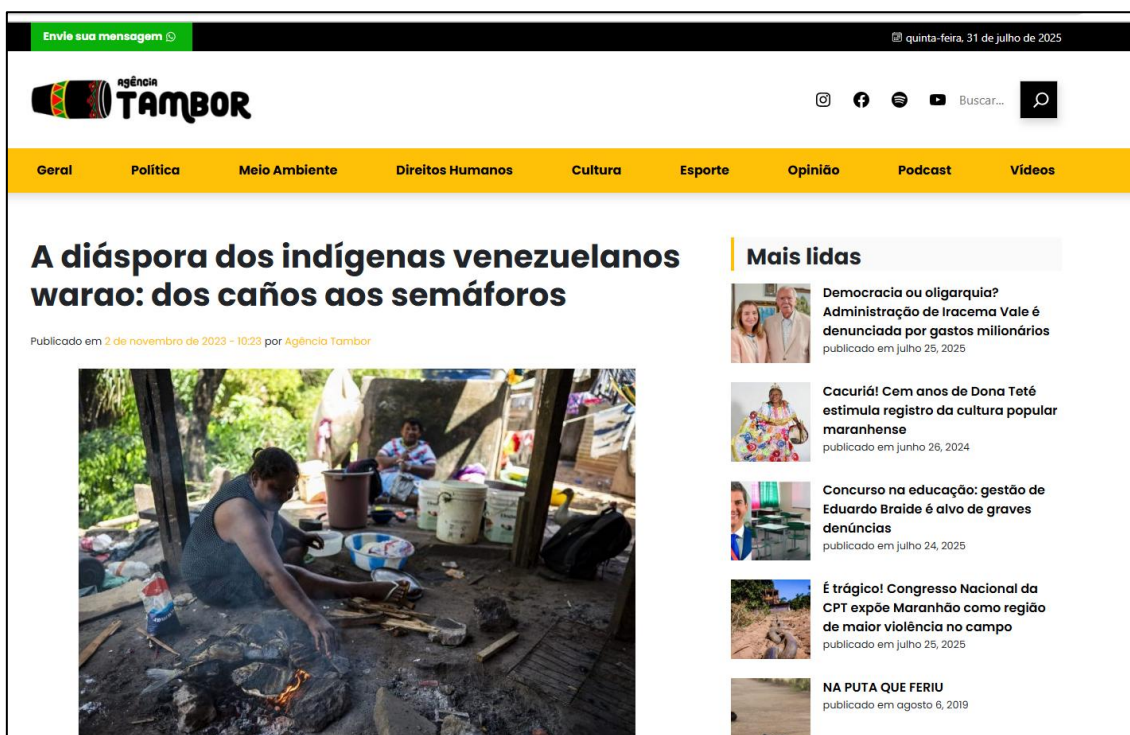 Envie sua mensagem
quinta-feira, 31 de julho de 2025
agência
TAMBOR
Buscar...
Geral
Política
Meio Ambiente
Direitos Humanos
Cultura
Esporte
Opinião
Podcast
Vídeos
A diáspora dos indígenas venezuelanos
warao: dos caños aos semáforos
Publicado em 2 de novembro de 2023 - 10:23 por Agência Tambor
Mais lidas
Democracia ou oligarquia?
Administração de Iracema Vale é
denunciada por gastos milionários
publicado em julho 25, 2025
Cacuriá! Cem anos de Dona Teté
estimula registro da cultura popular
maranhense
publicado em junho 26, 2024
Concurso na educação: gestão de
Eduardo Braide é alvo de graves
denúncias
publicado em julho 24, 2025
É trágico! Congresso Nacional da
CPT expõe Maranhão como região
de maior violência no campo
publicado em julho 25, 2025
NA PUTA QUE FERIU
publicado em agosto 6, 2019